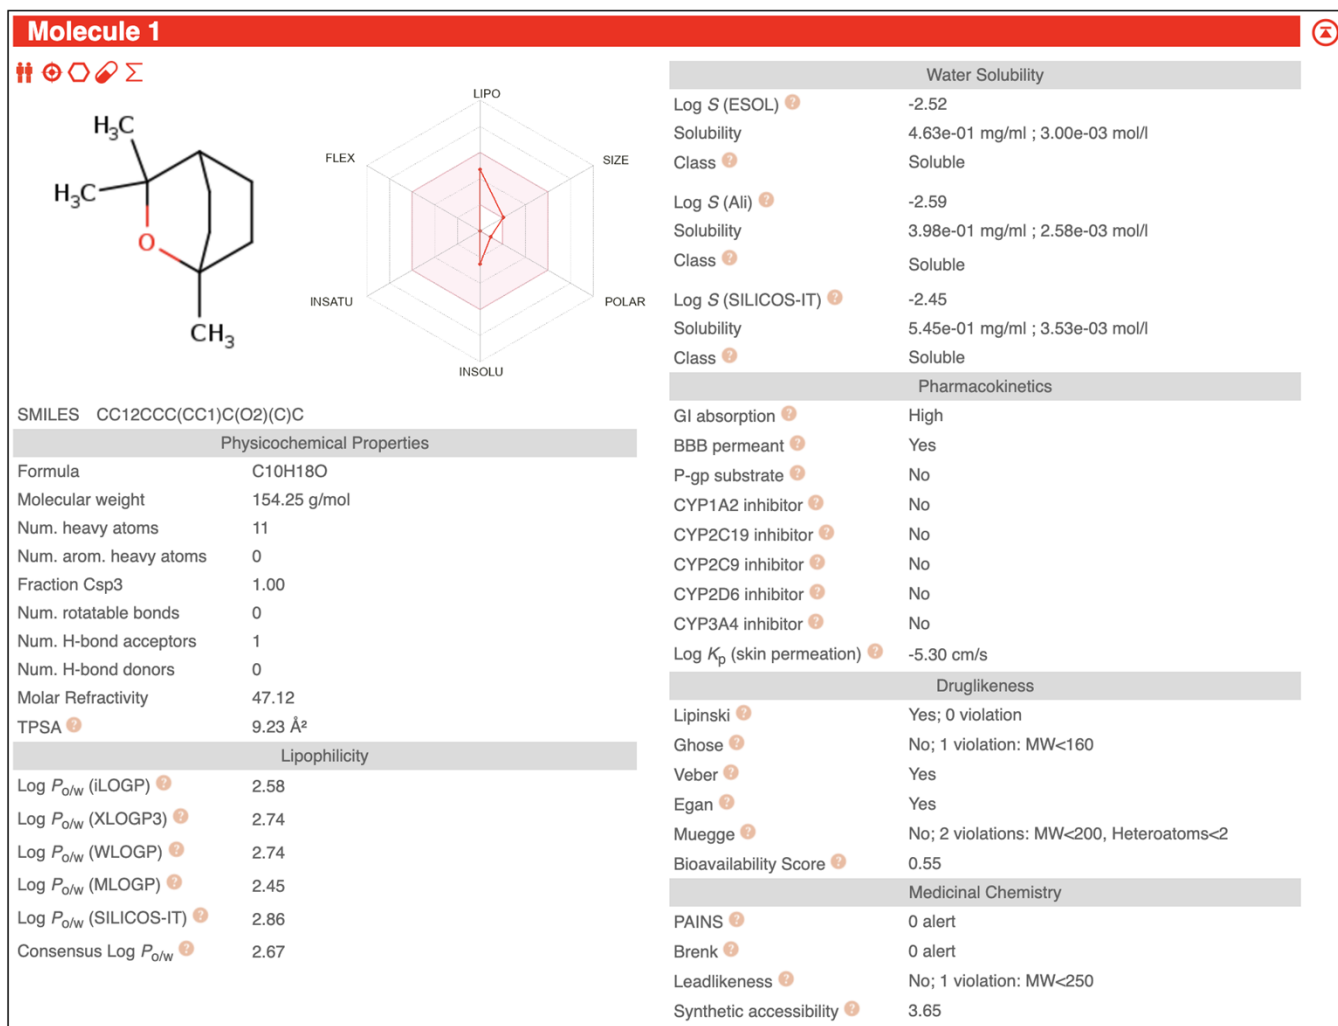 Molecule 1
H₃C
H₃C
O
CH₃
LIPO
FLEX
SIZE
INSATU
POLAR
INSOLU
SMILES CC12CCC(CC1)C(O2)(C)C
Physicochemical Properties
Formula C10H18O
Molecular weight 154.25 g/mol
Num. heavy atoms 11
Num. arom. heavy atoms 0
Fraction Csp3 1.00
Num. rotatable bonds 0
Num. H-bond acceptors 1
Num. H-bond donors 0
Molar Refractivity 47.12
TPSA ? 9.23 Å²
Lipophilicity
Log Po/w (iLOGP) ? 2.58
Log Po/w (XLOGP3) ? 2.74
Log Po/w (WLOGP) ? 2.74
Log Po/w (MLOGP) ? 2.45
Log Po/w (SILICOS-IT) ? 2.86
Consensus Log Po/w ? 2.67
Water Solubility
Log S (ESOL) ? -2.52
Solubility 4.63e-01 mg/ml ; 3.00e-03 mol/l
Class ? Soluble
Log S (Ali) ? -2.59
Solubility 3.98e-01 mg/ml ; 2.58e-03 mol/l
Class ? Soluble
Log S (SILICOS-IT) ? -2.45
Solubility 5.45e-01 mg/ml ; 3.53e-03 mol/l
Class ? Soluble
Pharmacokinetics
GI absorption ? High
BBB permeant ? Yes
P-gp substrate ? No
CYP1A2 inhibitor ? No
CYP2C19 inhibitor ? No
CYP2C9 inhibitor ? No
CYP2D6 inhibitor ? No
CYP3A4 inhibitor ? No
Log Kp (skin permeation) ? -5.30 cm/s
Druglikeness
Lipinski ? Yes; 0 violation
Ghose ? No; 1 violation: MW<160
Veber ? Yes
Egan ? Yes
Muegge ? No; 2 violations: MW<200, Heteroatoms<2
Bioavailability Score ? 0.55
Medicinal Chemistry
PAINS ? 0 alert
Brenk ? 0 alert
Leadlikeness ? No; 1 violation: MW<250
Synthetic accessibility ? 3.65